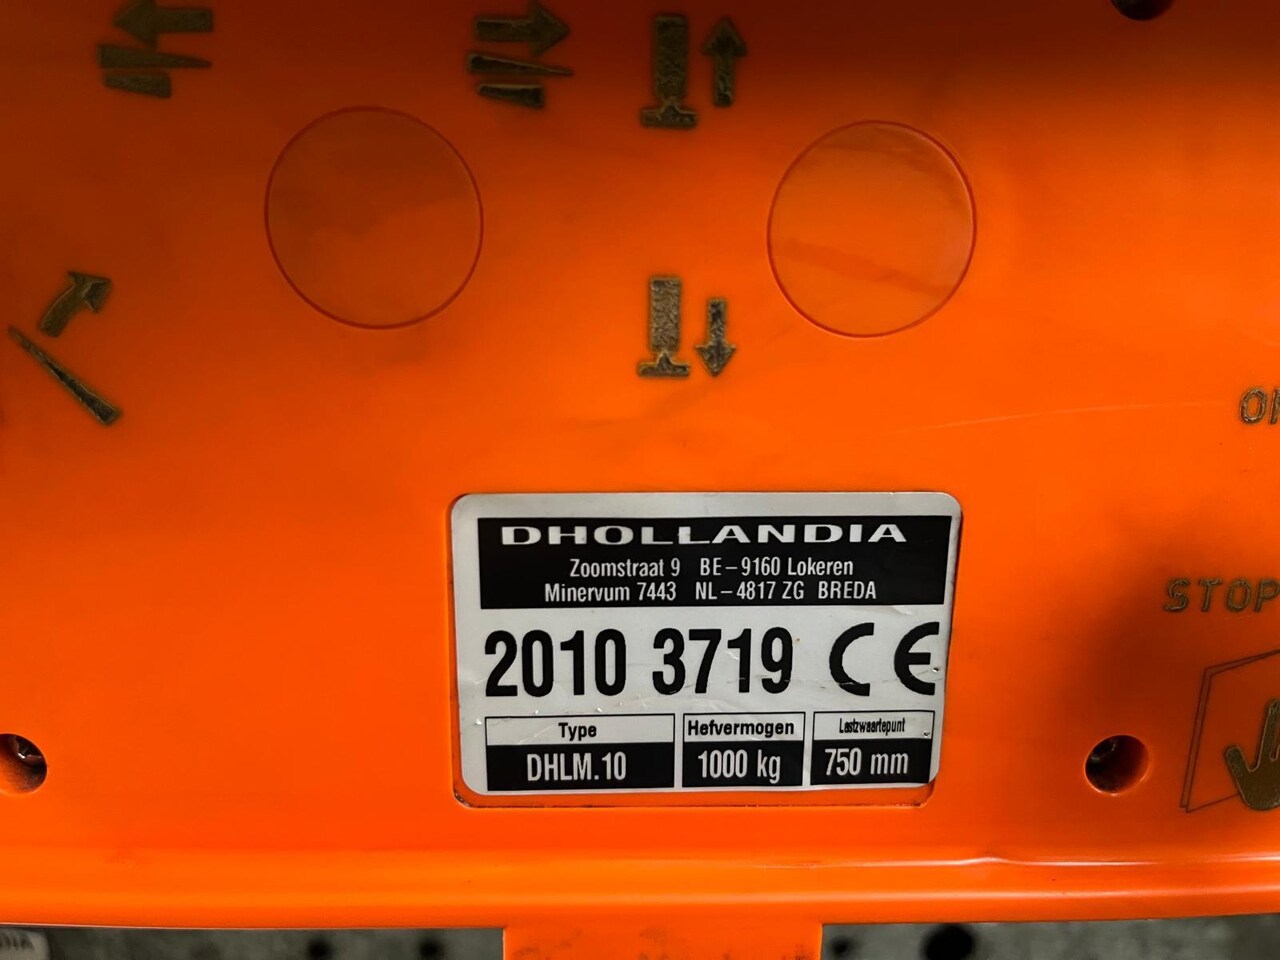 DHOLLANDIA
Zoomstraat 9 BE-9160 Lokeren
Minervum 7443 NL-4817 ZG BREDA
2010 3719 CE
Type Hefvermogen Lastzwaartepunt
DHLM.10 1000 kg 750 mm
STOP